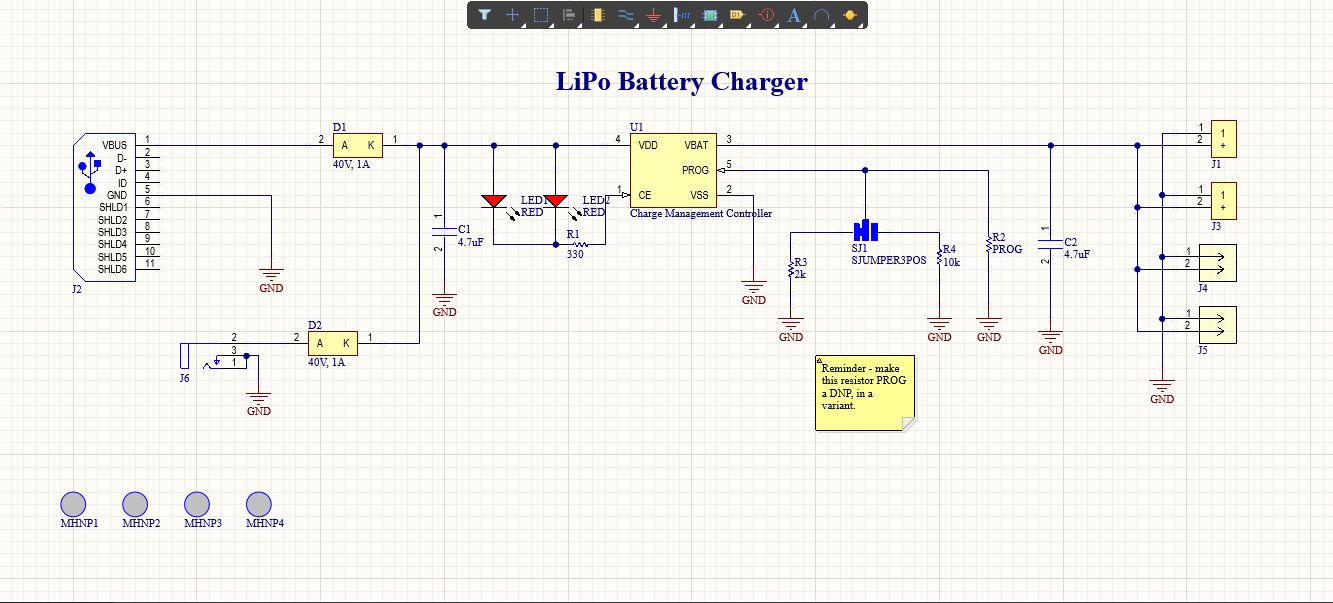 D1
A
LiPo Battery Charger
D1
U1
VBUS 1
2 A K 1
40V, 1A
4 VDD VBAT 3
D- 2
D+ 3
ID 4
GND 5
SHLD1 6
SHLD2 7
SHLD3 8
SHLD4 9
SHLD5 10
SHLD6 11
J2
GND
PROG 5
1 CE VSS 2
Charge Management Controller
LED1
RED
LED2
RED
R1
330
1
C1
4.7uF
2
GND
GND
SJ1
SJUMPER3POS
R3
2k
GND
R4
10k
GND
R2
PROG
GND
1
C2
4.7uF
2
GND
1 1
2 +
J1
1 1
2 +
J3
1
2
J4
1
2
J5
GND
D2
2 2 A K 1
40V, 1A
3
1
J6
GND
Reminder - make
this resistor PROG
a DNP, in a
variant.
MHNP1 MHNP2 MHNP3 MHNP4